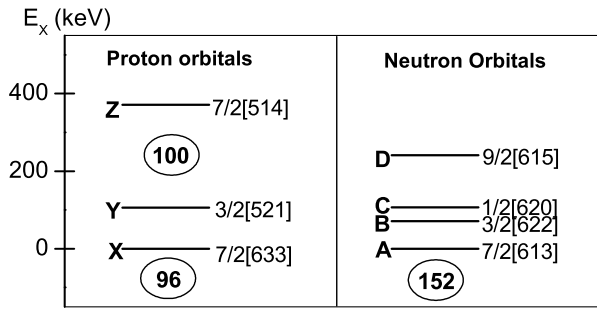 Eₓ (keV)
Proton orbitals
Neutron Orbitals
400
Z 7/2[514]
100
D 9/2[615]
200
Y 3/2[521]
C 1/2[620]
B 3/2[622]
0
X 7/2[633]
A 7/2[613]
96
152